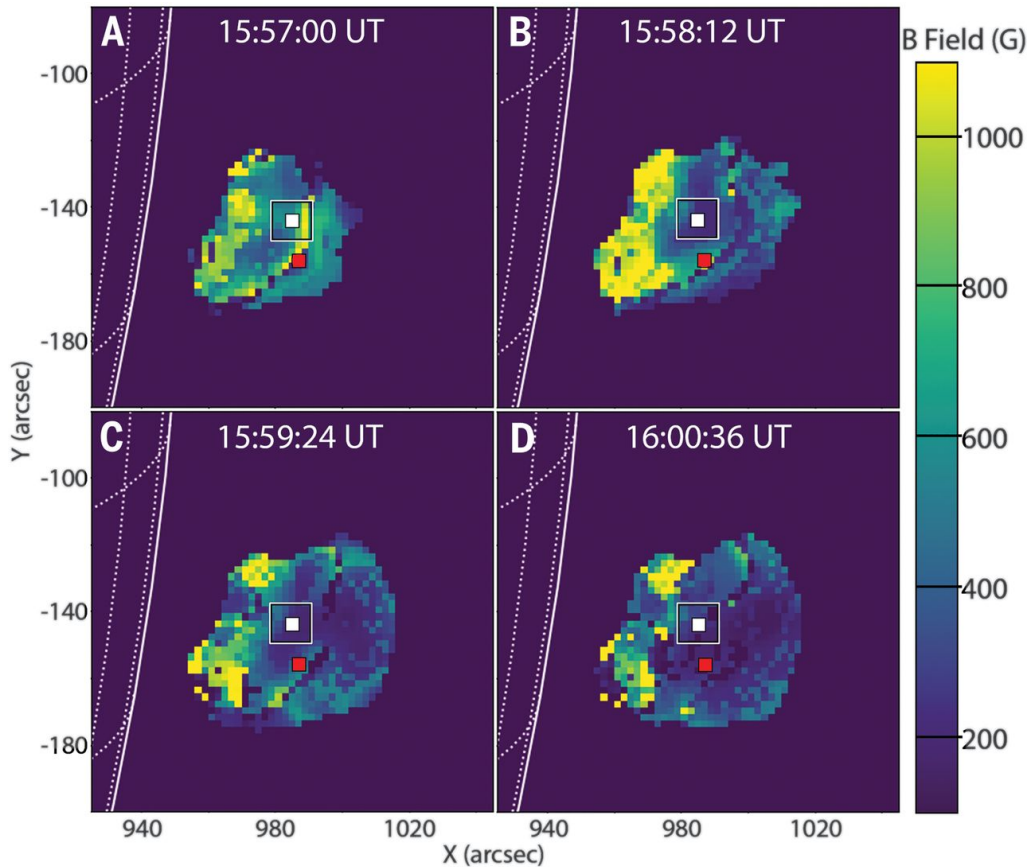 A
15:57:00 UT
B
15:58:12 UT
B Field (G)
-100
-140
-180
1000
800
600
400
200
Y (arcsec)
C
15:59:24 UT
D
16:00:36 UT
-100
-140
-180
940
980
1020
940
980
1020
X (arcsec)